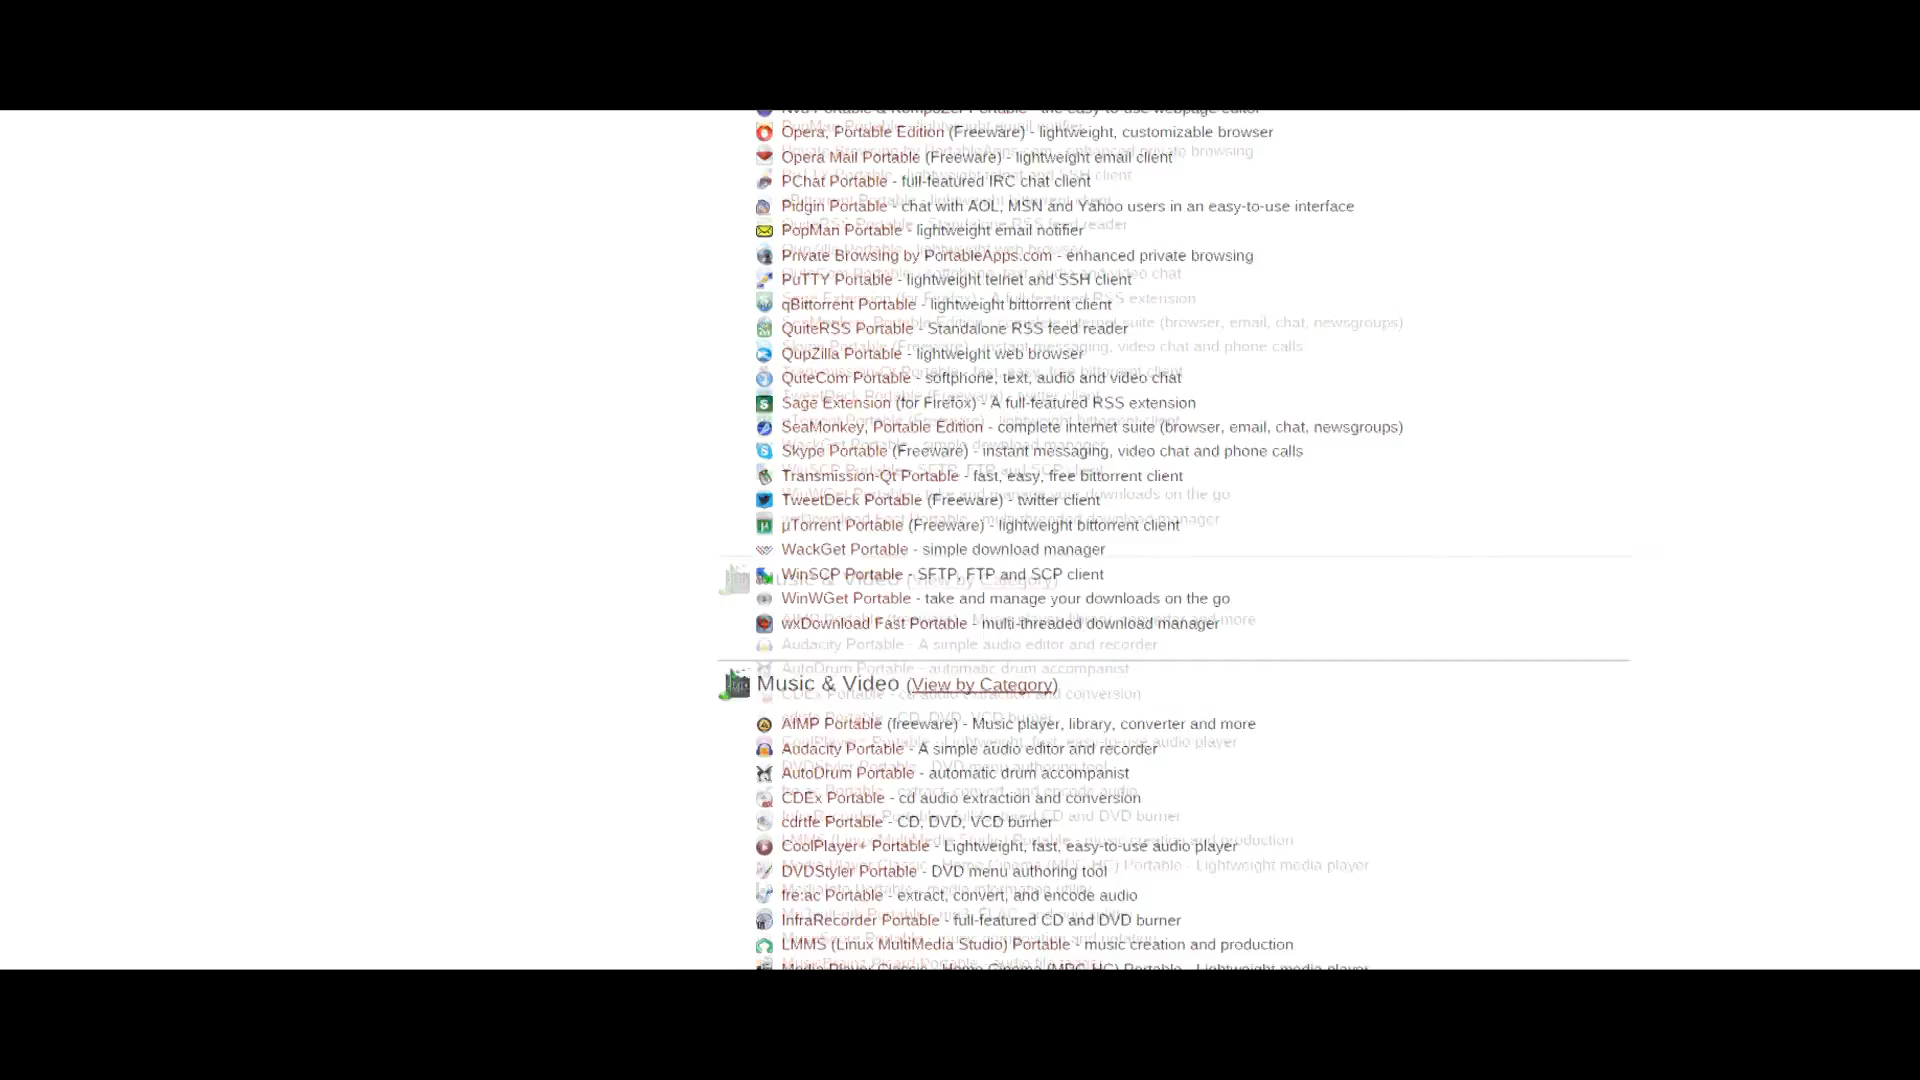 Opera, Portable Edition (Freeware) - lightweight, customizable browser
Opera Mail Portable (Freeware) - lightweight email client
PChat Portable - full-featured IRC chat client
Pidgin Portable - chat with AOL, MSN and Yahoo users in an easy-to-use interface
PopMan Portable - lightweight email notifier
Private Browsing by PortableApps.com - enhanced private browsing
PuTTY Portable - lightweight telnet and SSH client
qBittorrent Portable - lightweight bittorrent client
QuiteRSS Portable - Standalone RSS feed reader
QupZilla Portable - lightweight web browser
QuteCom Portable - softphone, text, audio and video chat
Sage Extension (for Firefox) - A full-featured RSS extension
SeaMonkey, Portable Edition - complete internet suite (browser, email, chat, newsgroups)
Skype Portable (Freeware) - instant messaging, video chat and phone calls
Transmission-Qt Portable - fast, easy, free bittorrent client
TweetDeck Portable (Freeware) - twitter client
µTorrent Portable (Freeware) - lightweight bittorrent client
WackGet Portable - simple download manager
WinSCP Portable - SFTP, FTP and SCP client
WinWGet Portable - take and manage your downloads on the go
wxDownload Fast Portable - multi-threaded download manager
Music & Video (View by Category)
AIMP Portable (freeware) - Music player, library, converter and more
Audacity Portable - A simple audio editor and recorder
AutoDrum Portable - automatic drum accompanist
CDEx Portable - cd audio extraction and conversion
cdrtfe Portable - CD, DVD, VCD burner
CoolPlayer+ Portable - Lightweight, fast, easy-to-use audio player
DVDStyler Portable - DVD menu authoring tool
fre:ac Portable - extract, convert, and encode audio
InfraRecorder Portable - full-featured CD and DVD burner
LMMS (Linux MultiMedia Studio) Portable - music creation and production
Media Player Classic - Home Cinema (MPC-HC) Portable - Lightweight media player